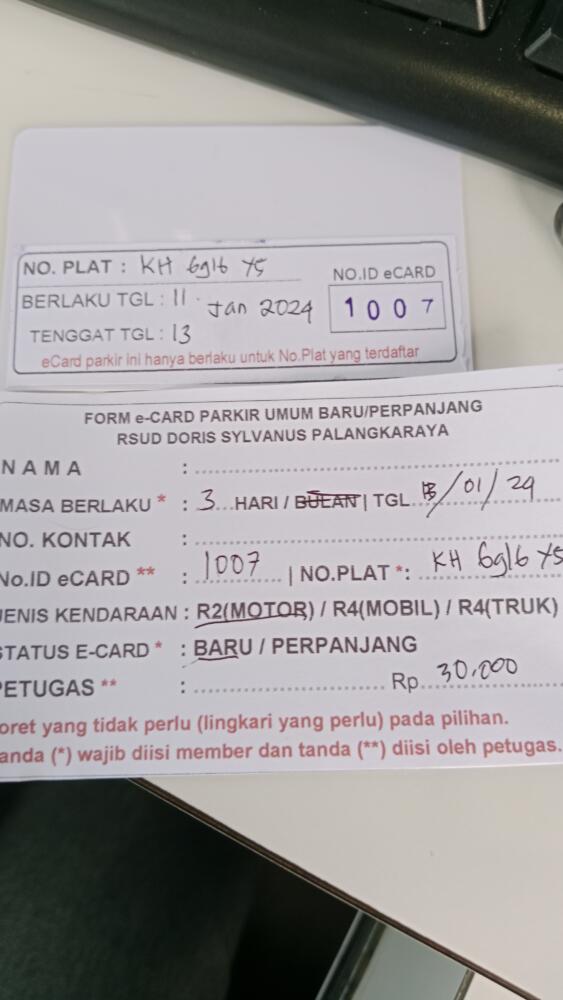 NO. PLAT : KH 6916 YS
NO.ID eCARD
BERLAKU TGL : 11 Jan 2024
1007
TENGGAT TGL : 13
eCard parkir ini hanya berlaku untuk No.Plat yang terdaftar
FORM e-CARD PARKIR UMUM BARU/PERPANJANG
RSUD DORIS SYLVANUS PALANGKARAYA
NAMA :
MASA BERLAKU * : 3 HARI / BULAN | TGL /01/24
NO. KONTAK :
No.ID eCARD ** : 1007 | NO.PLAT *: KH 6916 YS
JENIS KENDARAAN : R2(MOTOR) / R4(MOBIL) / R4(TRUK)
STATUS E-CARD * : BARU / PERPANJANG
PETUGAS ** : Rp. 30.000
oret yang tidak perlu (lingkari yang perlu) pada pilihan.
anda (*) wajib diisi member dan tanda (**) diisi oleh petugas.